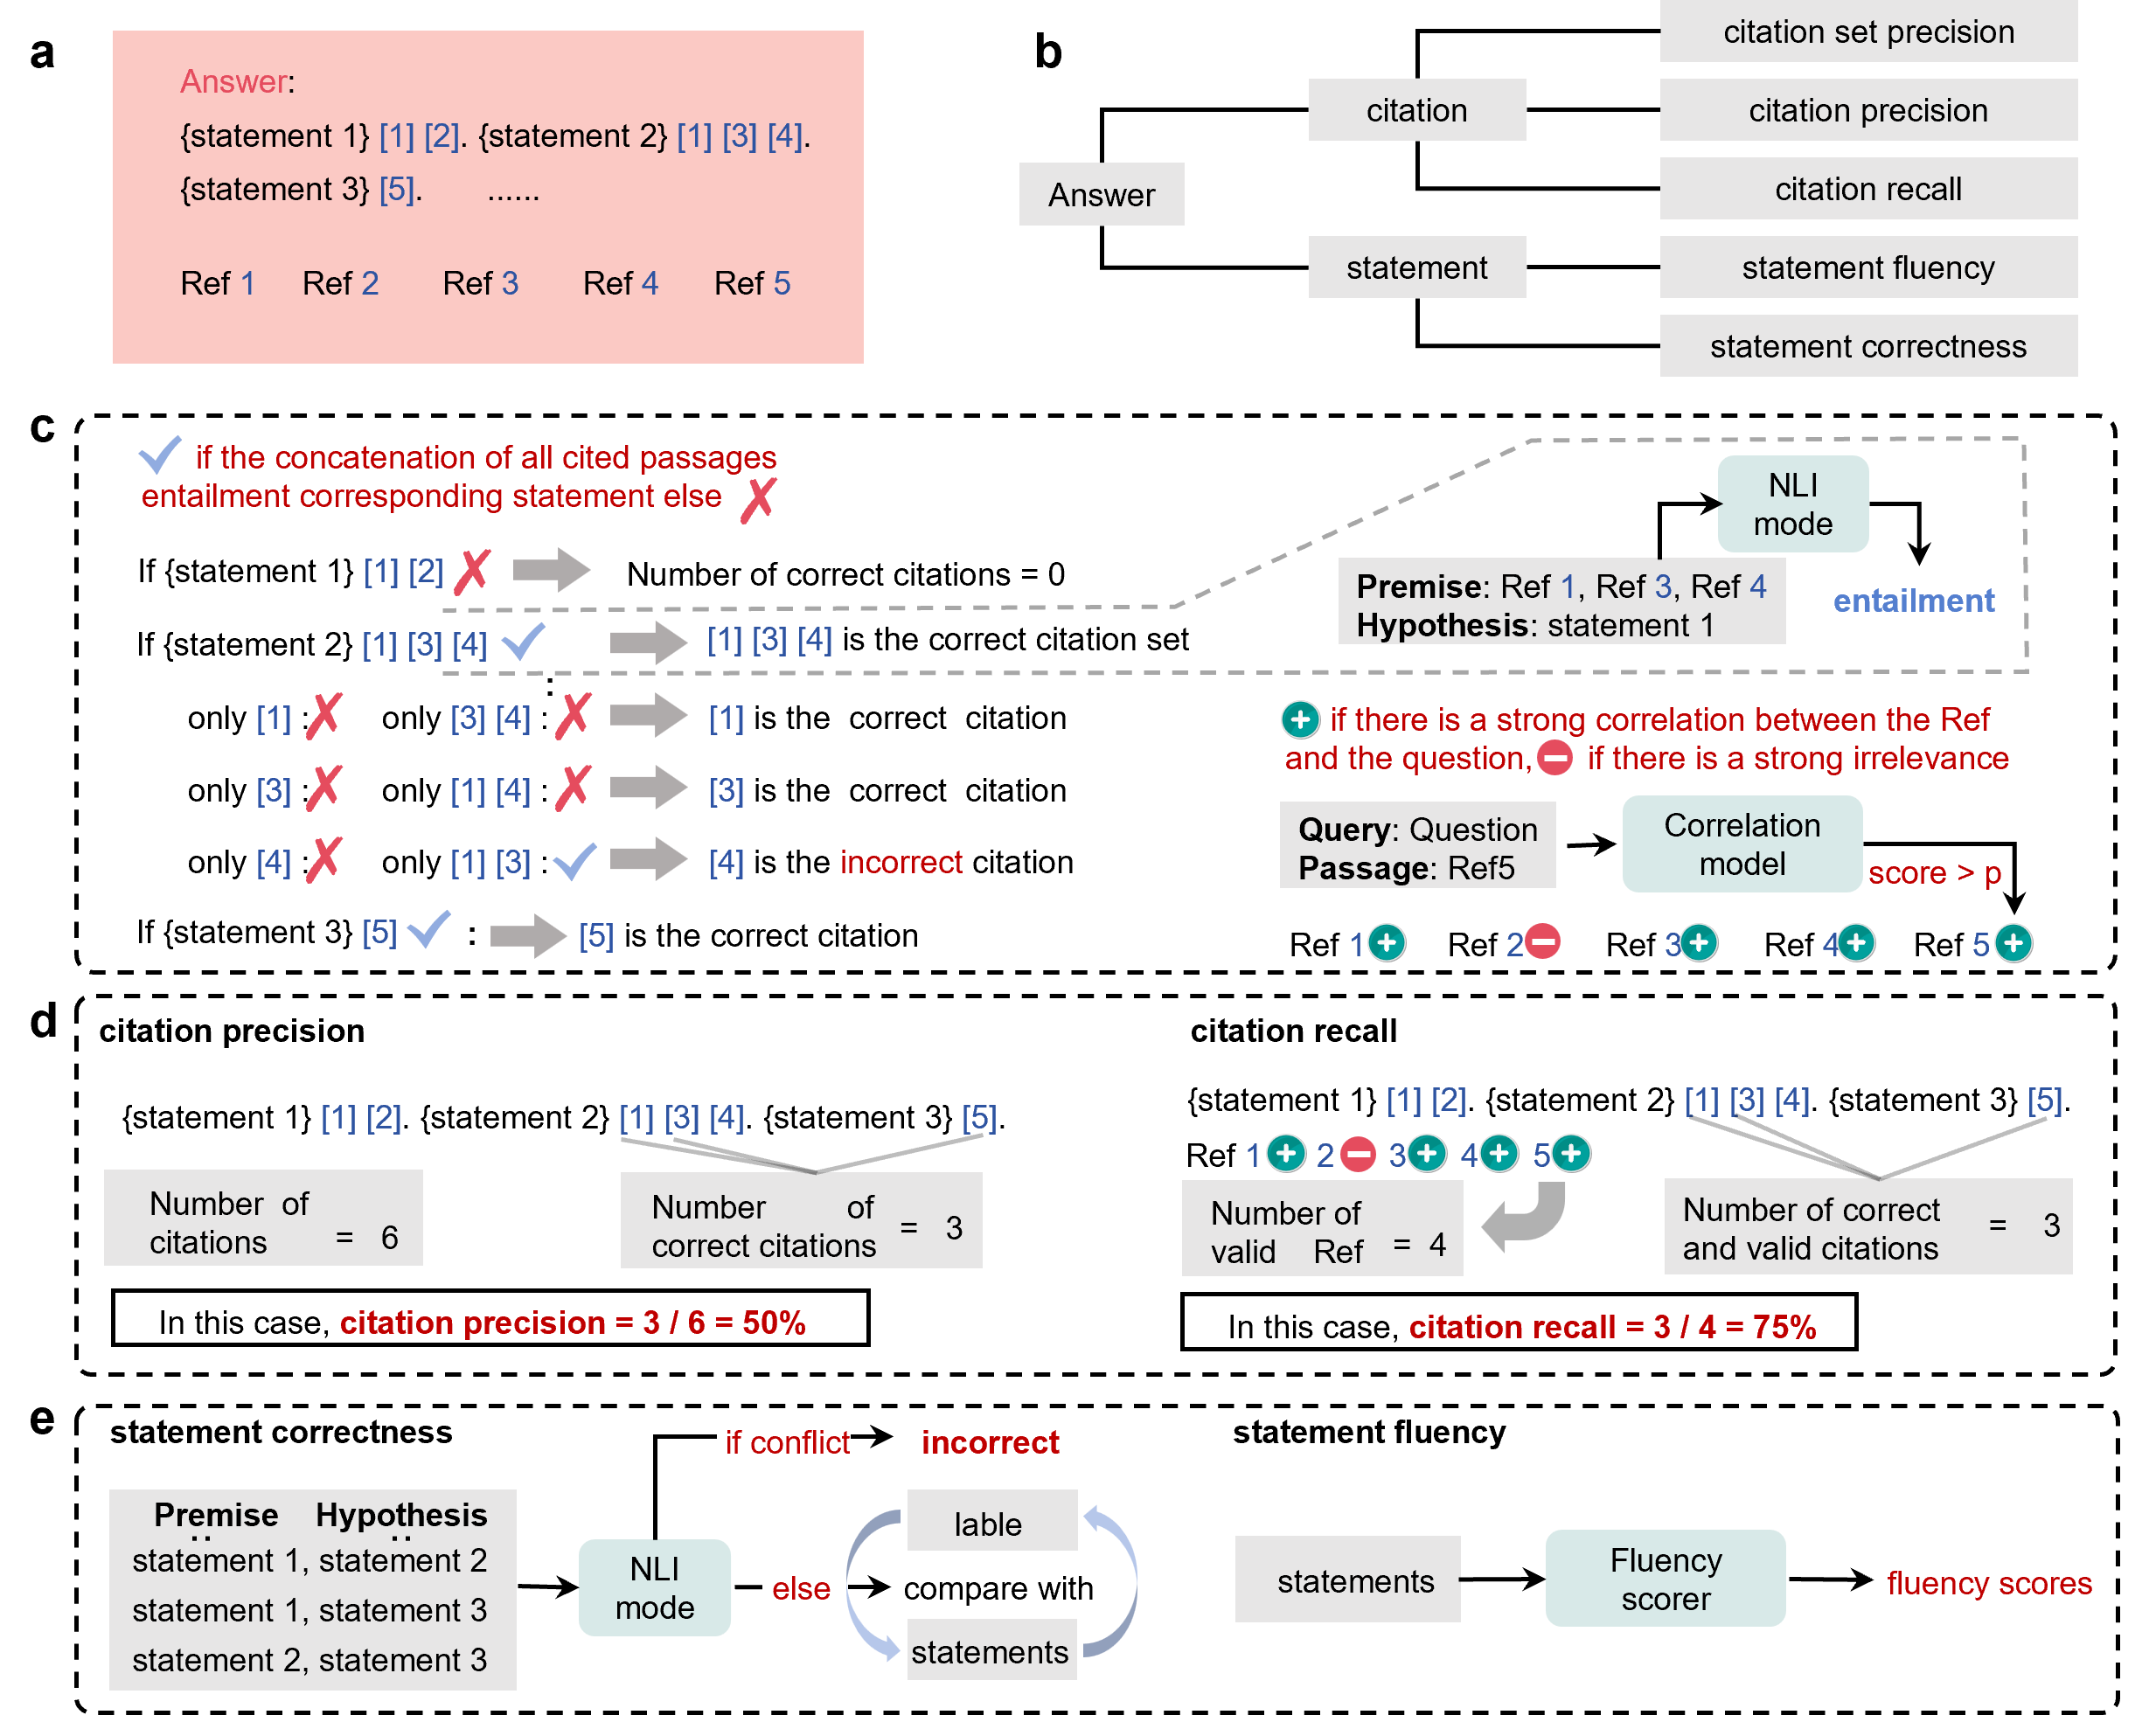 a
Answer:
{statement 1} [1] [2]. {statement 2} [1] [3] [4].
{statement 3} [5]. ......
Ref 1 Ref 2 Ref 3 Ref 4 Ref 5
b
Answer
citation
statement
citation set precision
citation precision
citation recall
statement fluency
statement correctness
c
if the concatenation of all cited passages
entailment corresponding statement else
If {statement 1} [1] [2]
Number of correct citations = 0
If {statement 2} [1] [3] [4]
[1] [3] [4] is the correct citation set
:
only [1] : only [3] [4] : [1] is the correct citation
only [3] : only [1] [4] : [3] is the correct citation
only [4] : only [1] [3] : [4] is the incorrect citation
If {statement 3} [5] : [5] is the correct citation
NLI
mode
Premise: Ref 1, Ref 3, Ref 4
Hypothesis: statement 1
entailment
if there is a strong correlation between the Ref
and the question, if there is a strong irrelevance
Query: Question
Passage: Ref5
Correlation
model
score > p
Ref 1 Ref 2 Ref 3 Ref 4 Ref 5
d
citation precision
{statement 1} [1] [2]. {statement 2} [1] [3] [4]. {statement 3} [5].
Number of
citations = 6
Number of
correct citations = 3
In this case, citation precision = 3 / 6 = 50%
citation recall
{statement 1} [1] [2]. {statement 2} [1] [3] [4]. {statement 3} [5].
Ref 1 2 3 4 5
Number of
valid Ref = 4
Number of correct
and valid citations = 3
In this case, citation recall = 3 / 4 = 75%
e
statement correctness
Premise Hypothesis
: :
statement 1, statement 2
statement 1, statement 3
statement 2, statement 3
NLI
mode
if conflict
incorrect
else
lable
compare with
statements
statement fluency
statements
Fluency
scorer
fluency scores